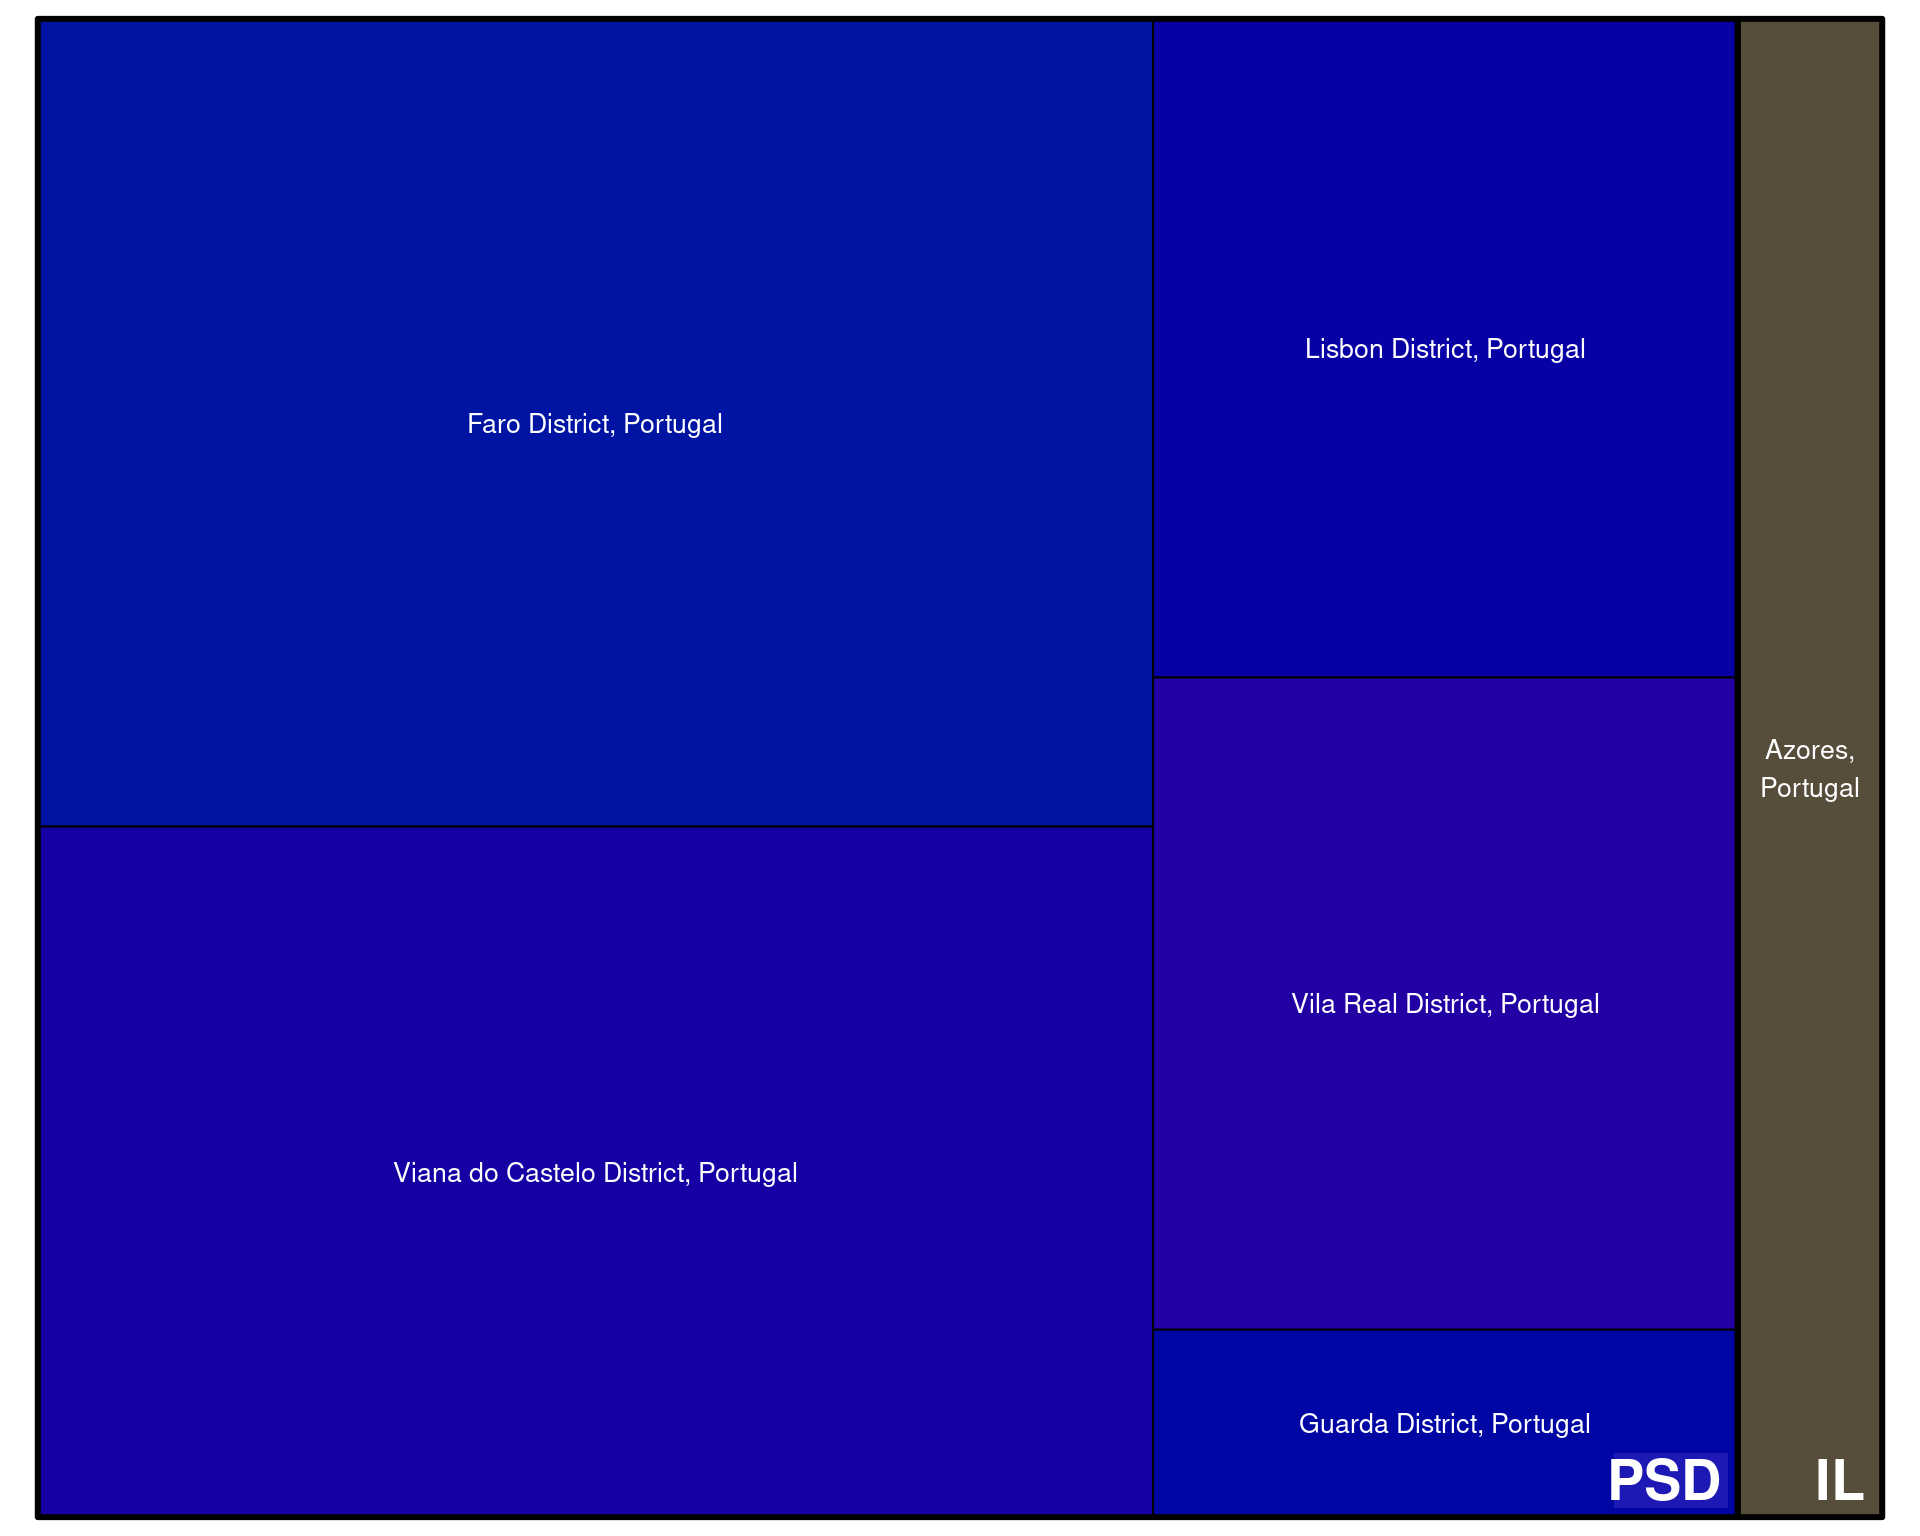 Faro District, Portugal
Viana do Castelo District, Portugal
Lisbon District, Portugal
Vila Real District, Portugal
Guarda District, Portugal
PSD
Azores,
Portugal
IL